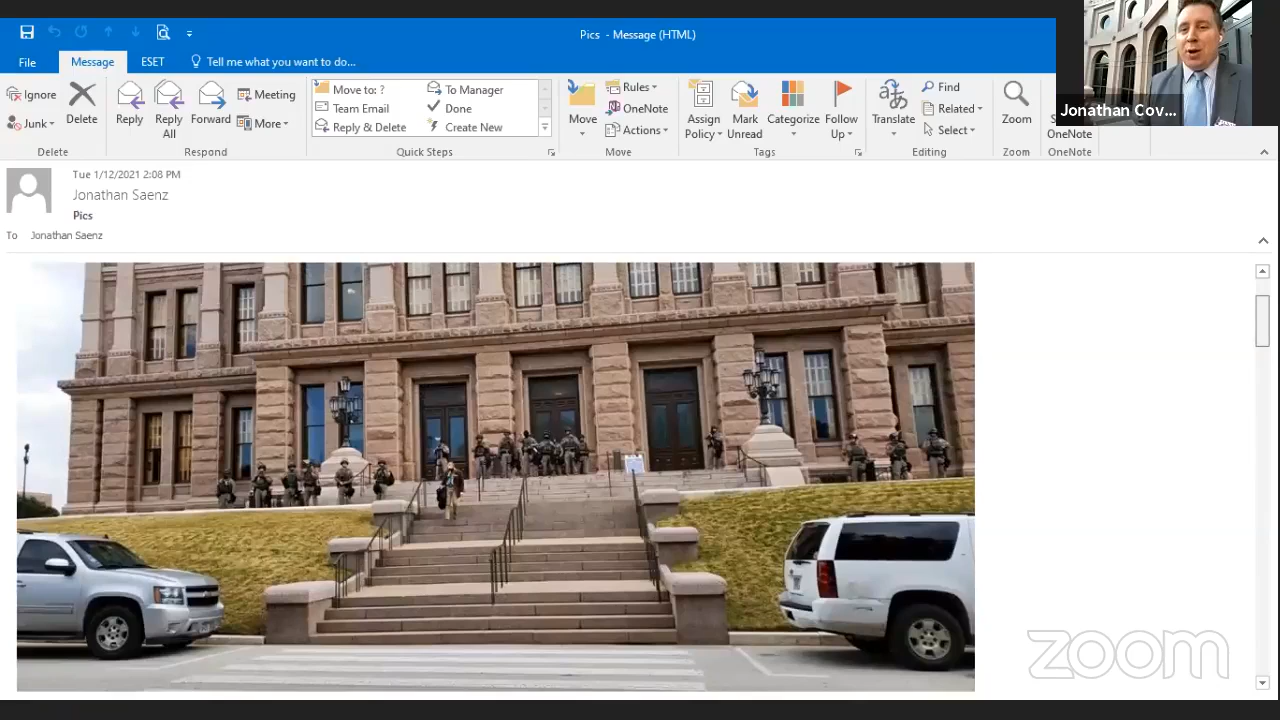 Pics - Message (HTML)
File
Message
ESET
Tell me what you want to do...
Ignore
Junk
Delete
Reply
Reply All
Forward
Meeting
More
Move to: ?
Team Email
Reply & Delete
To Manager
Done
Create New
Move
Rules
OneNote
Actions
Assign Policy
Mark Unread
Categorize
Follow Up
Translate
Find
Related
Select
Zoom
OneNote
Delete
Respond
Quick Steps
Move
Tags
Editing
Zoom
OneNote
Jonathan Cov...
Tue 1/12/2021 2:08 PM
Jonathan Saenz
Pics
To Jonathan Saenz
zoom